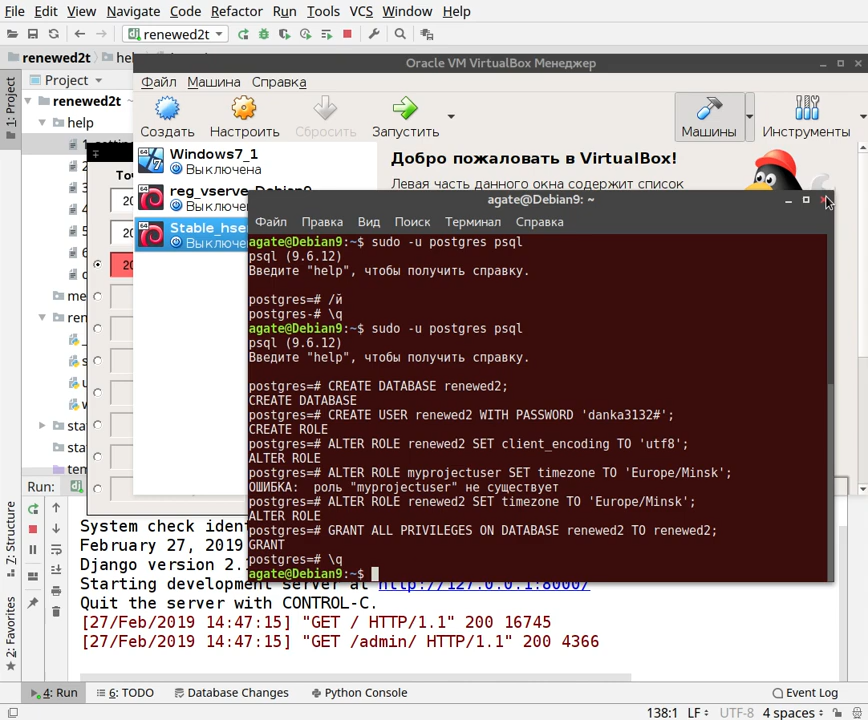 File Edit View Navigate Code Refactor Run Tools VCS Window Help
renewed2t
renewed2t
Oracle VM VirtualBox Менеджер
1: Project
Project
Файл Машина Справка
renewed2t
help
Создать Настроить Сбросить Запустить Машины Инструменты
Windows7_1
Выключена
Добро пожаловать в VirtualBox!
Левая часть данного окна содержит список
reg_vserve_Debian9
Выключен
agate@Debian9: ~
Файл Правка Вид Поиск Терминал Справка
Stable_hse
Выключе
agate@Debian9:~$ sudo -u postgres psql
psql (9.6.12)
Введите "help", чтобы получить справку.
postgres=# /й
postgres-# \q
agate@Debian9:~$ sudo -u postgres psql
psql (9.6.12)
Введите "help", чтобы получить справку.
postgres=# CREATE DATABASE renewed2;
CREATE DATABASE
postgres=# CREATE USER renewed2 WITH PASSWORD 'danka3132#';
CREATE ROLE
postgres=# ALTER ROLE renewed2 SET client_encoding TO 'utf8';
ALTER ROLE
postgres=# ALTER ROLE myprojectuser SET timezone TO 'Europe/Minsk';
ОШИБКА:  роль "myprojectuser" не существует
postgres=# ALTER ROLE renewed2 SET timezone TO 'Europe/Minsk';
ALTER ROLE
postgres=# GRANT ALL PRIVILEGES ON DATABASE renewed2 TO renewed2;
GRANT
postgres=# \q
agate@Debian9:~$
Run:
Z: Structure
2: Favorites
System check iden
February 27, 2019
Django version 2.
Starting development server at http://127.0.0.1:8000/
Quit the server with CONTROL-C.
[27/Feb/2019 14:47:15] "GET / HTTP/1.1" 200 16745
[27/Feb/2019 14:47:15] "GET /admin/ HTTP/1.1" 200 4366
4: Run 6: TODO Database Changes Python Console Event Log
138:1 LF UTF-8 4 spaces